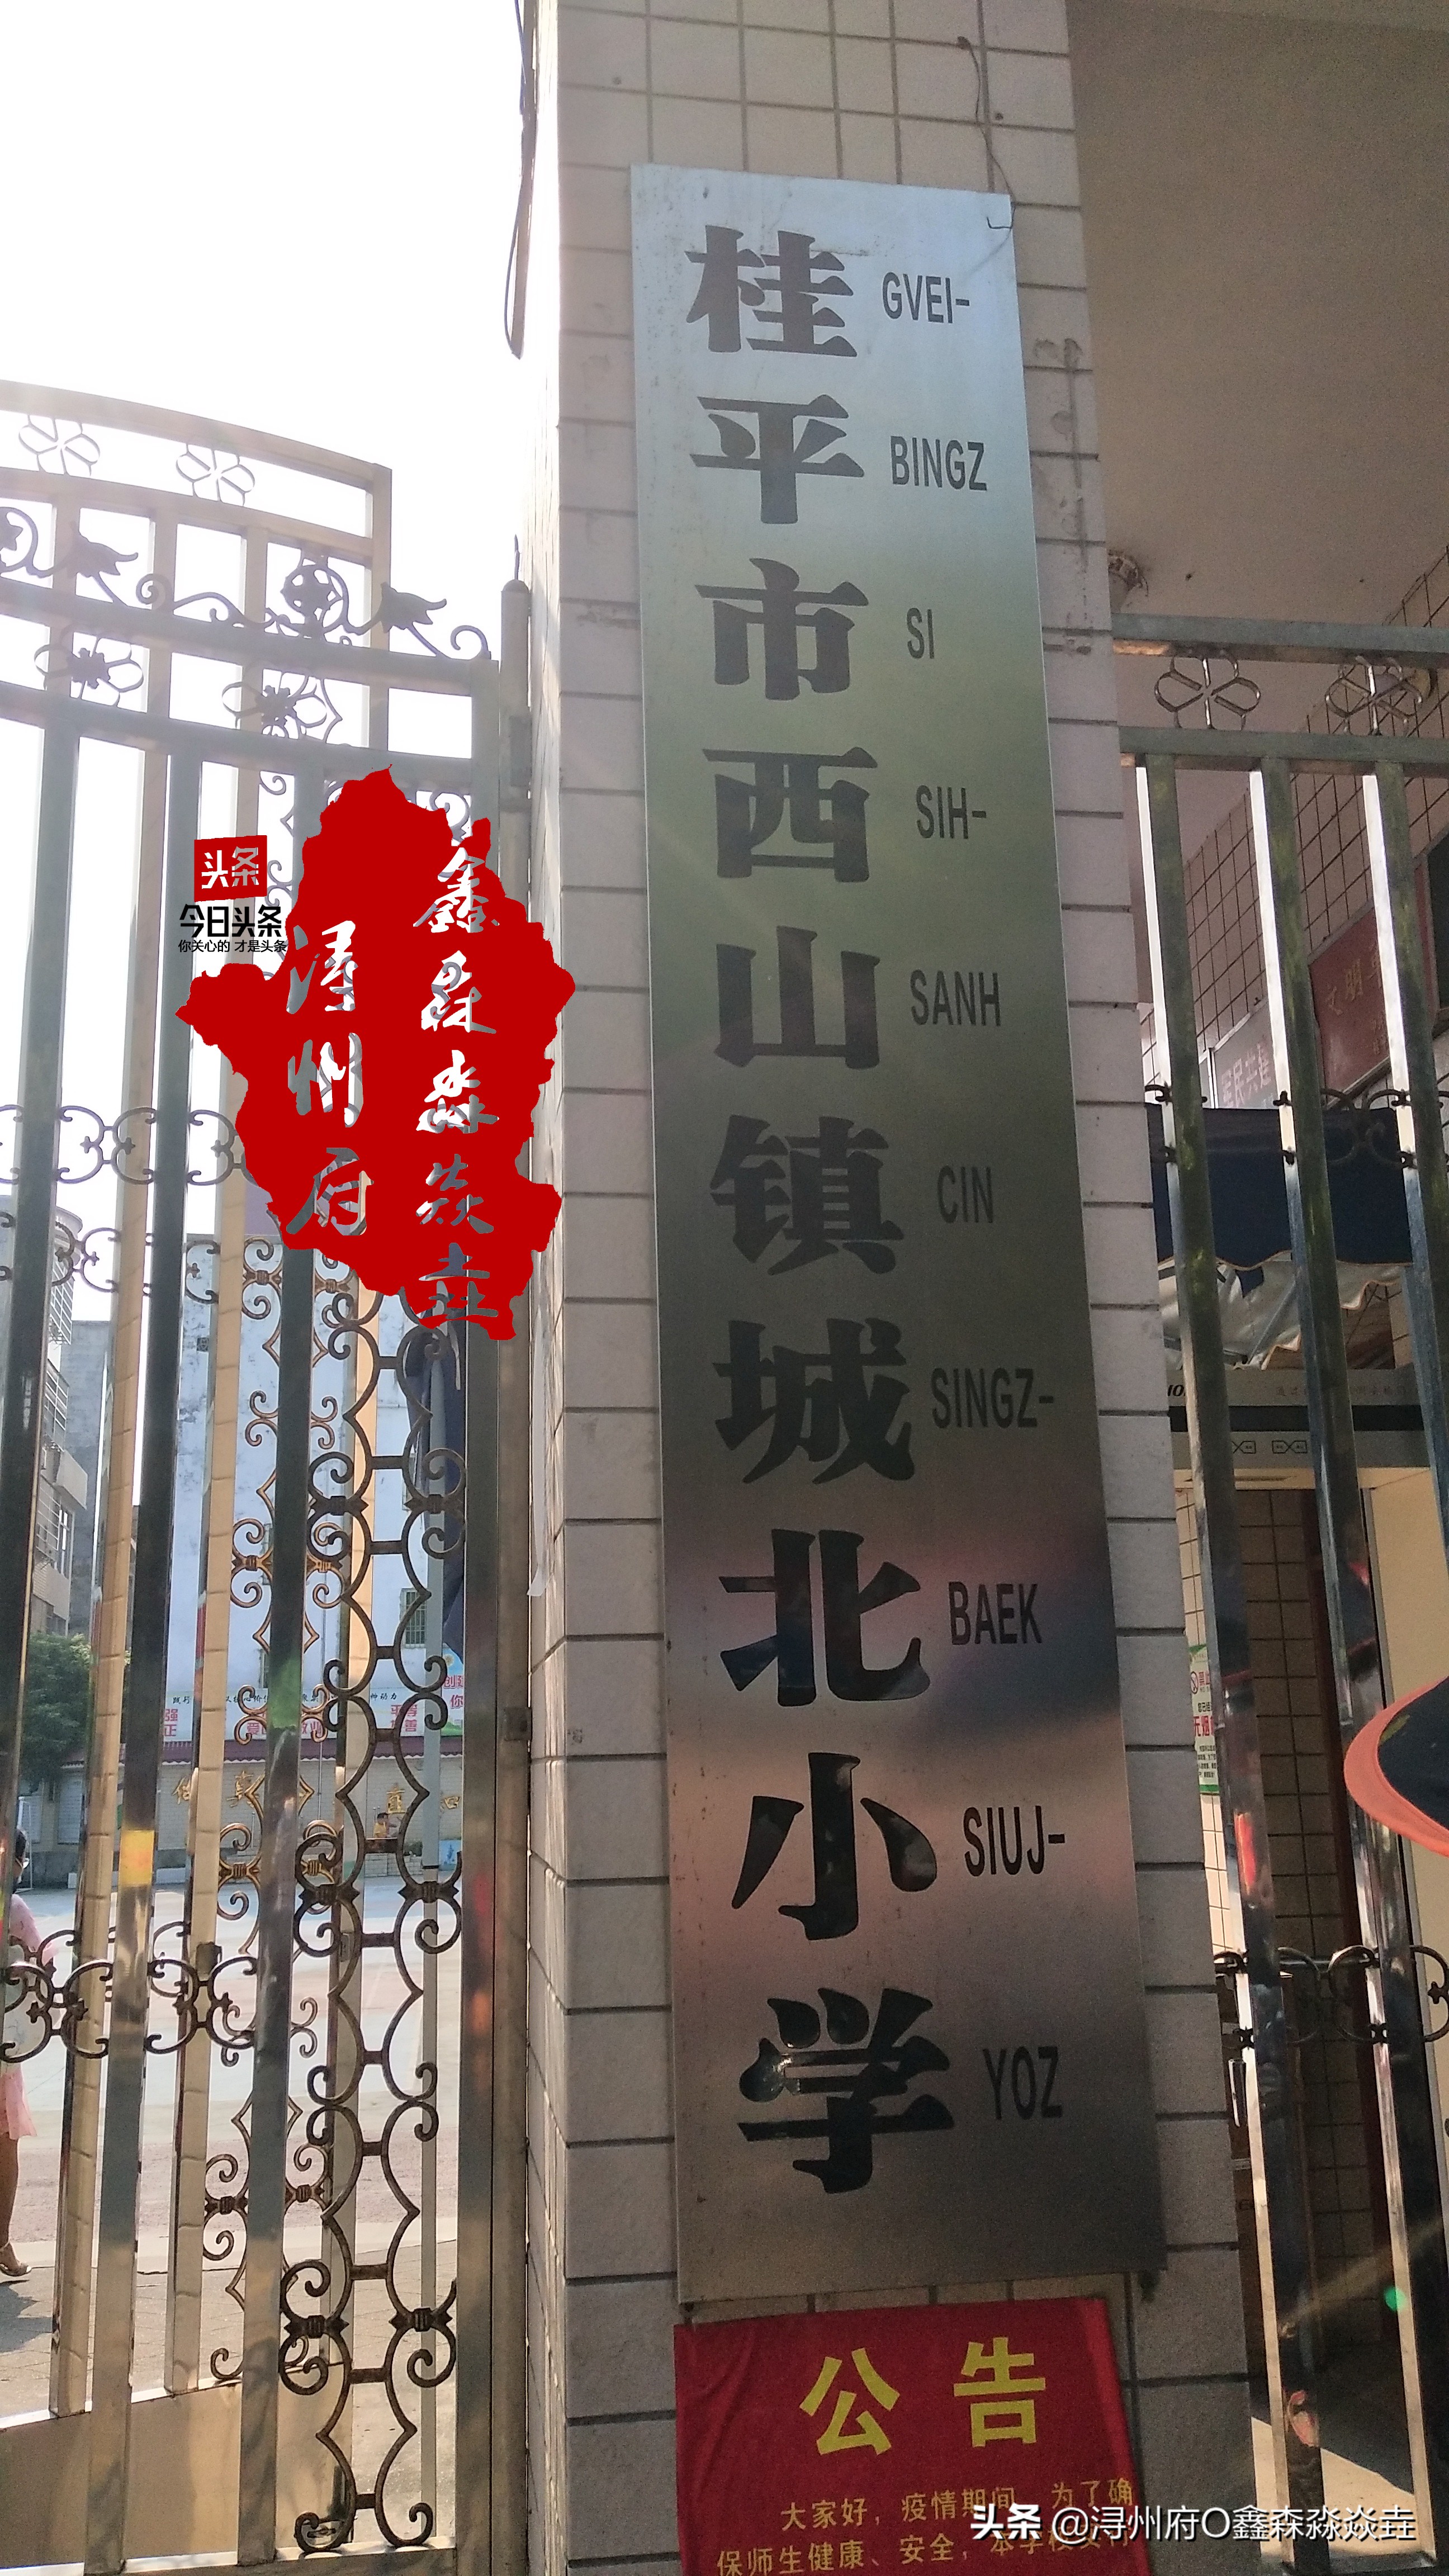 桂 GVEI-
平 BINGZ
市 SI
西 SIH-
山 SANH
镇 CIN
城 SINGZ-
北 BAEK
小 SIUJ-
学 YOZ
公告
大家好，疫情期间，为了确
保师生健康、安全，本学校
头条
今日头条
你关心的 才是头条
鑫森淼焱垚
浔州府
头条 @浔州府O鑫森淼焱垚